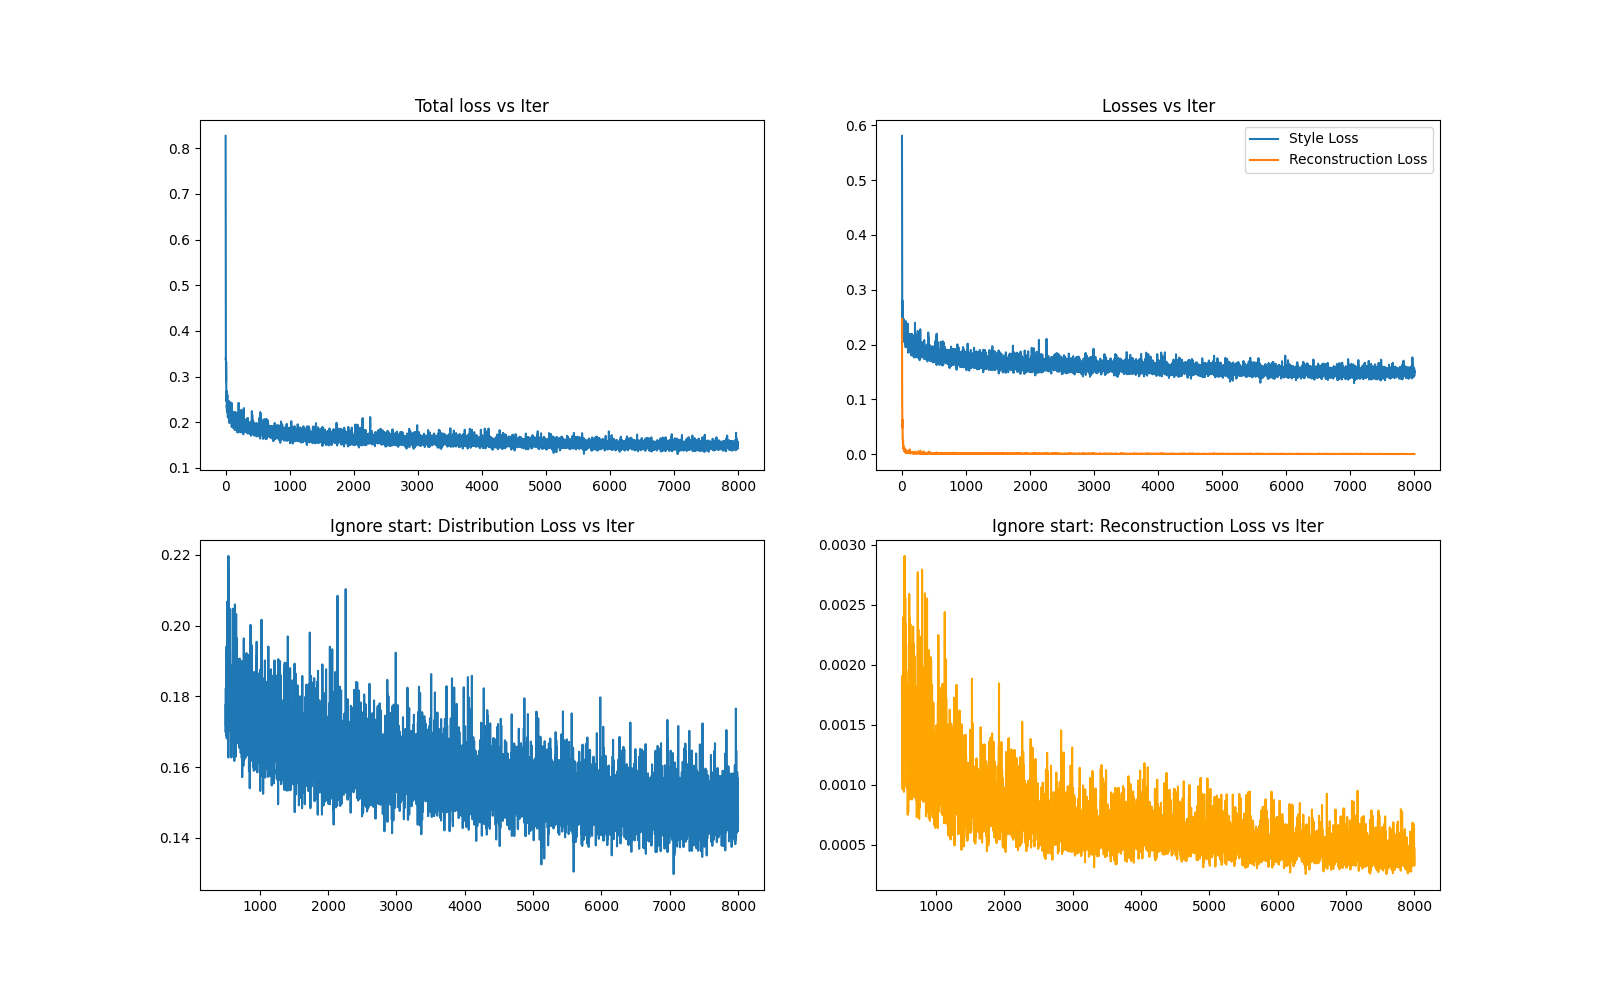 Total loss vs Iter
0.8
0.7
0.6
0.5
0.4
0.3
0.2
0.1
0 1000 2000 3000 4000 5000 6000 7000 8000
Losses vs Iter
Style Loss
Reconstruction Loss
0.6
0.5
0.4
0.3
0.2
0.1
0.0
0 1000 2000 3000 4000 5000 6000 7000 8000
Ignore start: Distribution Loss vs Iter
0.22
0.20
0.18
0.16
0.14
1000 2000 3000 4000 5000 6000 7000 8000
Ignore start: Reconstruction Loss vs Iter
0.0030
0.0025
0.0020
0.0015
0.0010
0.0005
1000 2000 3000 4000 5000 6000 7000 8000